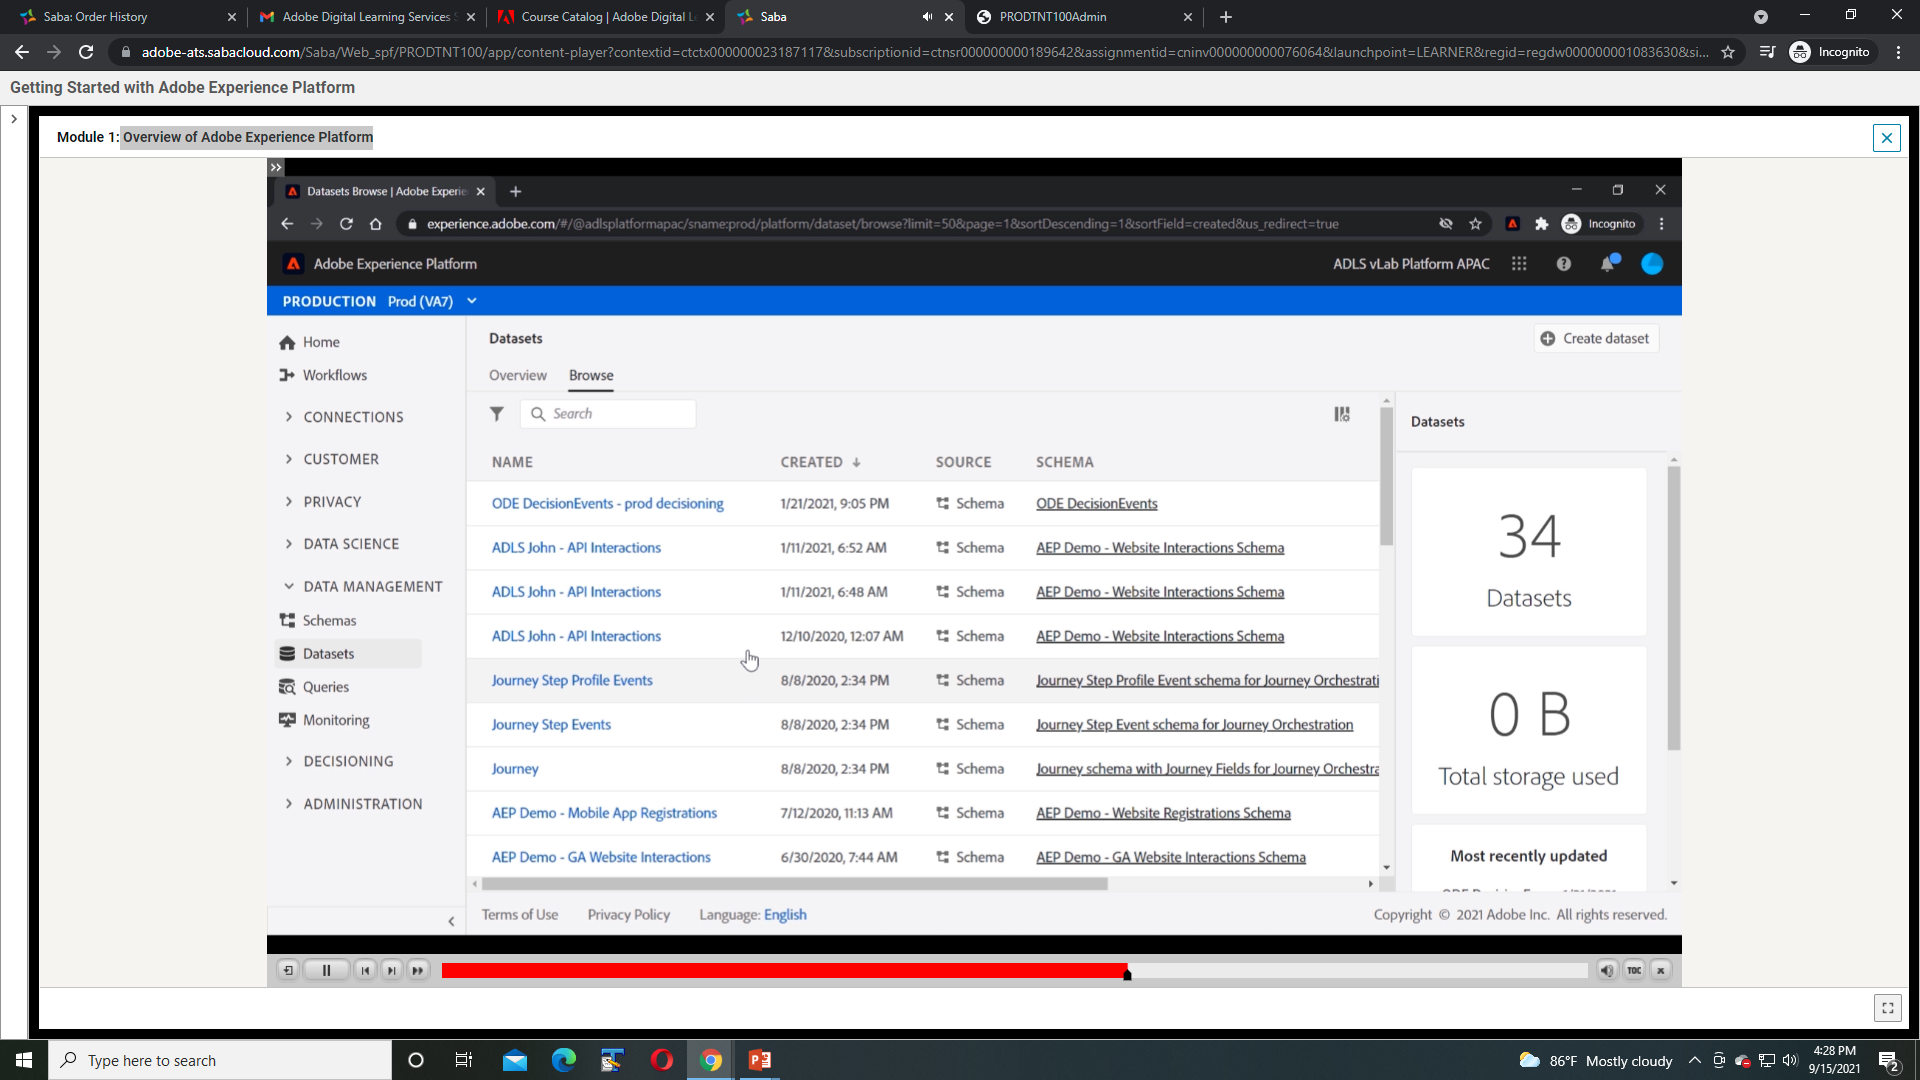 Saba: Order History
Adobe Digital Learning Services S
Course Catalog | Adobe Digital L
Saba
PRODTNT100Admin
adobe-ats.sabacloud.com/Saba/Web_spf/PRODTNT100/app/content-player?contextid=ctctx000000023187117&subscriptionid=ctnsr000000000189642&assignmentid=cninv000000000076064&launchpoint=LEARNER&regid=regdw000000001083630&si...
Incognito
Getting Started with Adobe Experience Platform
Module 1: Overview of Adobe Experience Platform
Datasets Browse | Adobe Experie
experience.adobe.com/#/@adlsplatformapac/sname:prod/platform/dataset/browse?limit=50&page=1&sortDescending=1&sortField=created&us_redirect=true
Incognito
Adobe Experience Platform
ADLS vLab Platform APAC
PRODUCTION Prod (VA7)
Home
Workflows
CONNECTIONS
CUSTOMER
PRIVACY
DATA SCIENCE
DATA MANAGEMENT
Schemas
Datasets
Queries
Monitoring
DECISIONING
ADMINISTRATION
Datasets
Create dataset
Overview Browse
Search
NAME CREATED SOURCE SCHEMA
ODE DecisionEvents - prod decisioning 1/21/2021, 9:05 PM Schema ODE DecisionEvents
ADLS John - API Interactions 1/11/2021, 6:52 AM Schema AEP Demo - Website Interactions Schema
ADLS John - API Interactions 1/11/2021, 6:48 AM Schema AEP Demo - Website Interactions Schema
ADLS John - API Interactions 12/10/2020, 12:07 AM Schema AEP Demo - Website Interactions Schema
Journey Step Profile Events 8/8/2020, 2:34 PM Schema Journey Step Profile Event schema for Journey Orchestrati
Journey Step Events 8/8/2020, 2:34 PM Schema Journey Step Event schema for Journey Orchestration
Journey 8/8/2020, 2:34 PM Schema Journey schema with Journey Fields for Journey Orchestra
AEP Demo - Mobile App Registrations 7/12/2020, 11:13 AM Schema AEP Demo - Website Registrations Schema
AEP Demo - GA Website Interactions 6/30/2020, 7:44 AM Schema AEP Demo - GA Website Interactions Schema
Datasets
34
Datasets
0 B
Total storage used
Most recently updated
Terms of Use Privacy Policy Language: English
Copyright © 2021 Adobe Inc. All rights reserved.
TOC
Type here to search
86°F Mostly cloudy
4:28 PM
9/15/2021
2